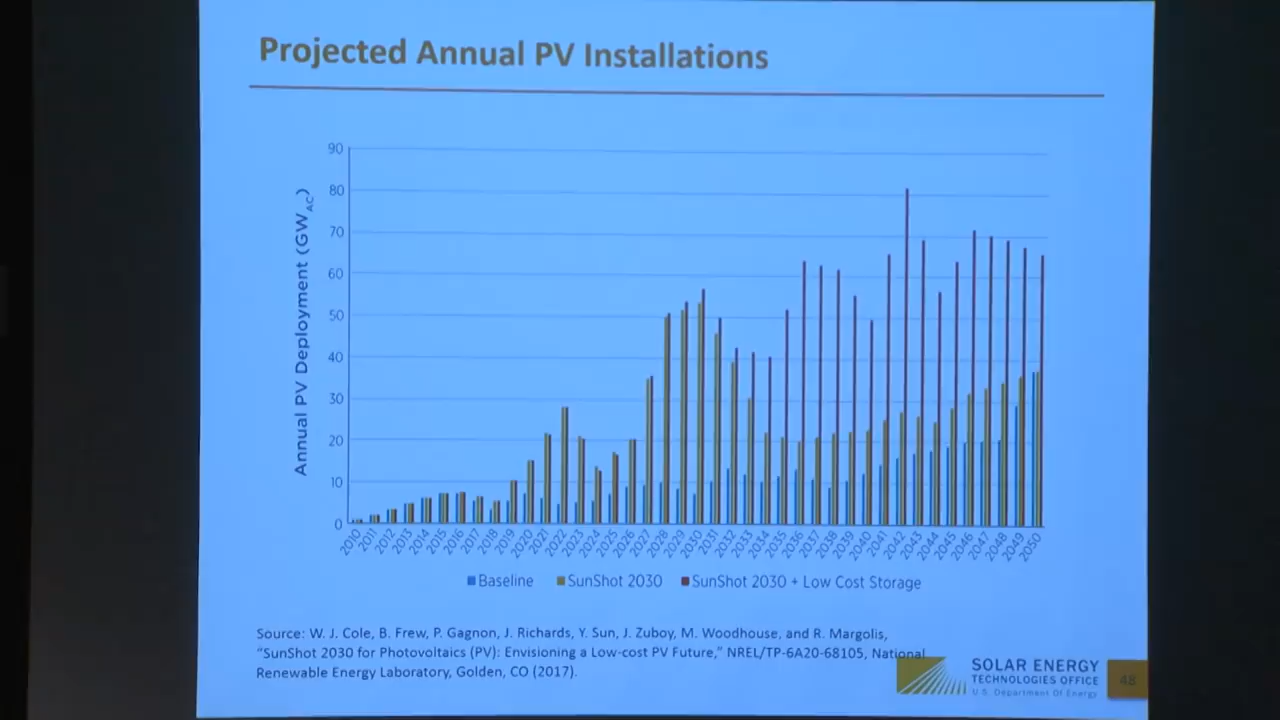 Projected Annual PV Installations
Annual PV Deployment (GWAC)
90
80
70
60
50
40
30
20
10
0
2010 2011 2012 2013 2014 2015 2016 2017 2018 2019 2020 2021 2022 2023 2024 2025 2026 2027 2028 2029 2030 2031 2032 2033 2034 2035 2036 2037 2038 2039 2040 2041 2042 2043 2044 2045 2046 2047 2048 2049 2050
Baseline SunShot 2030 SunShot 2030 + Low Cost Storage
Source: W. J. Cole, B. Frew, P. Gagnon, J. Richards, Y. Sun, J. Zuboy, M. Woodhouse, and R. Margolis,
“SunShot 2030 for Photovoltaics (PV): Envisioning a Low-cost PV Future,” NREL/TP-6A20-68105, National
Renewable Energy Laboratory, Golden, CO (2017).
SOLAR ENERGY
TECHNOLOGIES OFFICE
U.S. Department Of Energy
48